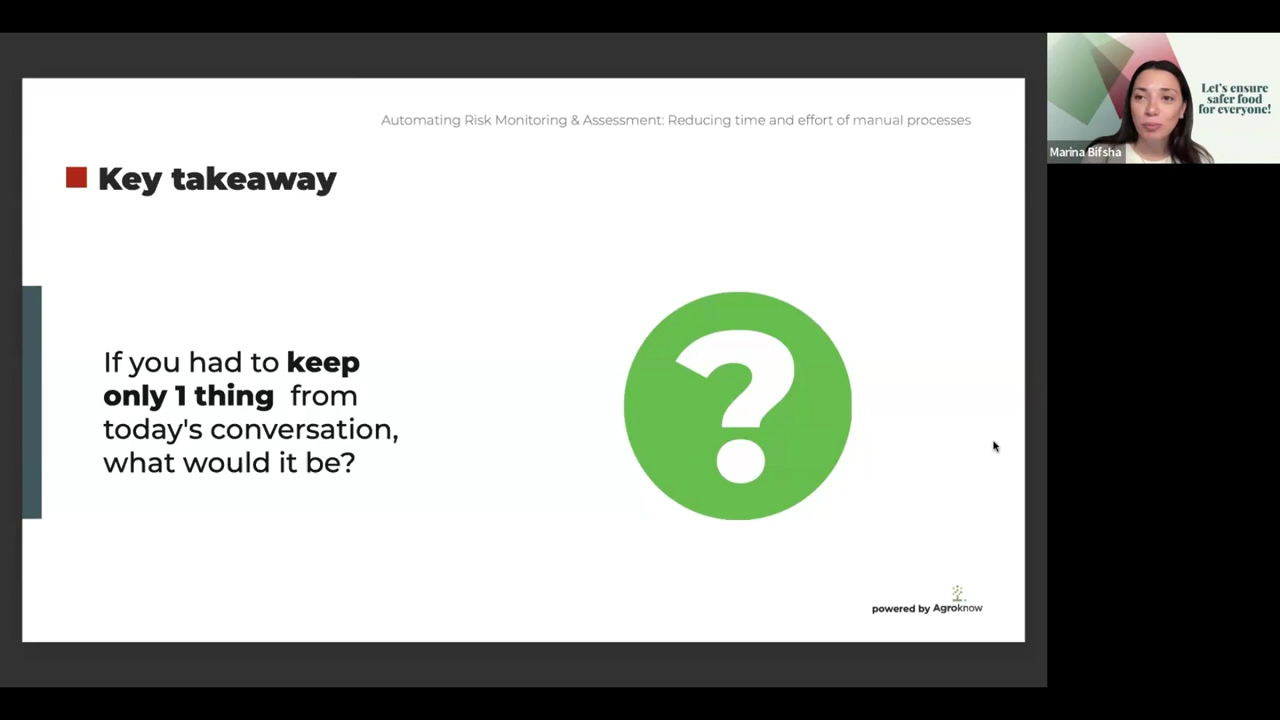 Automating Risk Monitoring & Assessment: Reducing time and effort of manual processes
Key takeaway
If you had to keep
only 1 thing from
today's conversation,
what would it be?
?
powered by Agroknow
Let's ensure
safer food
for everyone!
Marina Bifsha